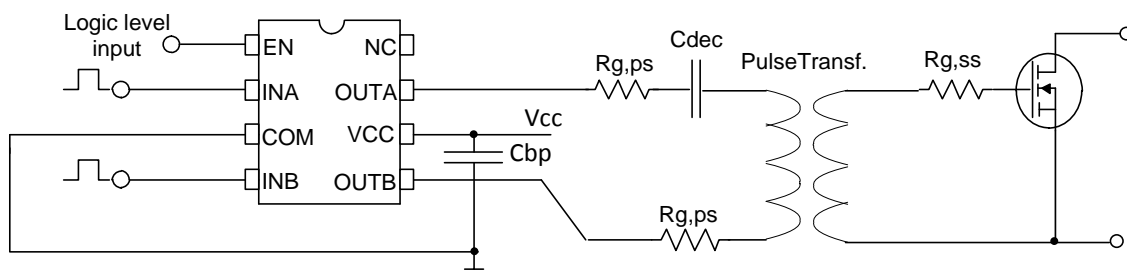 Logic level
input
EN
NC
Cdec
Rg,ps
PulseTransf.
Rg,ss
INA
OUTA
COM
VCC
Vcc
Cbp
INB
OUTB
Rg,ps